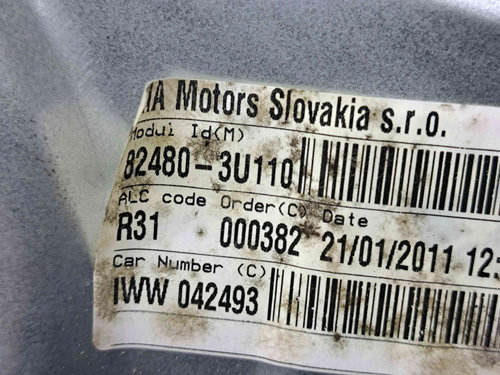 IA Motors Slovakia s.r.o.
Modul Id(M)
82480-3U110
ALC code Order(C) Date
R31 000382 21/01/2011 12
Car Number (C)
IWW 042493